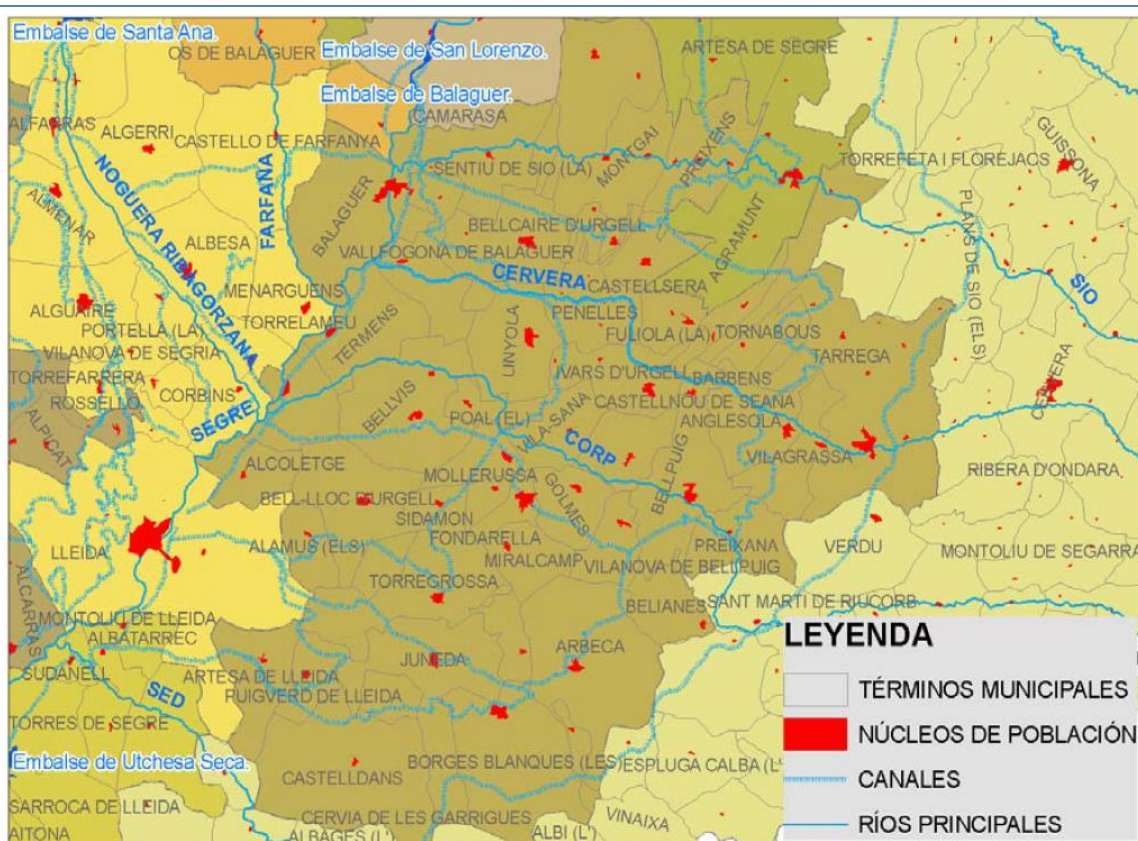 Embalse de Santa Ana.
OS DE BALAGUER
Embalse de San Lorenzo.
ARTESA DE SEGRE
Embalse de Balaguer.
CAMARASA
ALFARRAS
ALGERRI
CASTELLO DE FARFANYA
NOGUERA RIBAGORZANA
FARFAÑA
BALAGUER
SENTIU DE SIO (LA)
MONTGAI
PREIXENS
TORREFETA I FLOREJACS
GUISSONA
ALMENAR
ALBESA
BELLCAIRE D'URGELL
VALLFOGONA DE BALAGUER
AGRAMUNT
PLANS DE SIO (ELS)
SIO
CERVERA
CASTELLSERA
ALGUAIRE
MENARGUENS
PORTELLA (LA)
TORRELAMEU
TERMENS
PENELLES
FULIOLA (LA)
TORNABOUS
VILANOVA DE SEGRIA
LINYOLA
TARREGA
TORREFARRERA
ROSSELLO
CORBINS
IVARS D'URGELL
BARBENS
CERVERA
SEGRE
BELLVIS
POAL (EL)
VILA-SANA
CASTELLNOU DE SEANA
ANGLESOLA
ALPICAT
CORP
ALCOLETGE
MOLLERUSSA
GOLMES
BELLPUIG
VILAGRASSA
RIBERA D'ONDARA
BELL-LLOC D'URGELL
SIDAMON
FONDARELLA
LLEIDA
ALAMUS (ELS)
MIRALCAMP
PREIXANA
VERDU
MONTOLIU DE SEGARRA
VILANOVA DE BELLPUIG
ALCARRAS
TORREGROSSA
MONTOLIU DE LLEIDA
ALBATARREC
BELIANES
SANT MARTI DE RIUCORB
SUDANELL
ARTESA DE LLEIDA
JUNEDA
ARBECA
SED
PUIGVERD DE LLEIDA
TORRES DE SEGRE
Embalse de Utchesa Seca.
CASTELLDANS
BORGES BLANQUES (LES)
ESPLUGA CALBA (L'
SARROCA DE LLEIDA
CERVIA DE LES GARRIGUES
VINAIXA
AITONA
ALBAGES (L')
ALBI (L')
LEYENDA
TÉRMINOS MUNICIPALES
NÚCLEOS DE POBLACIÓN
CANALES
RÍOS PRINCIPALES